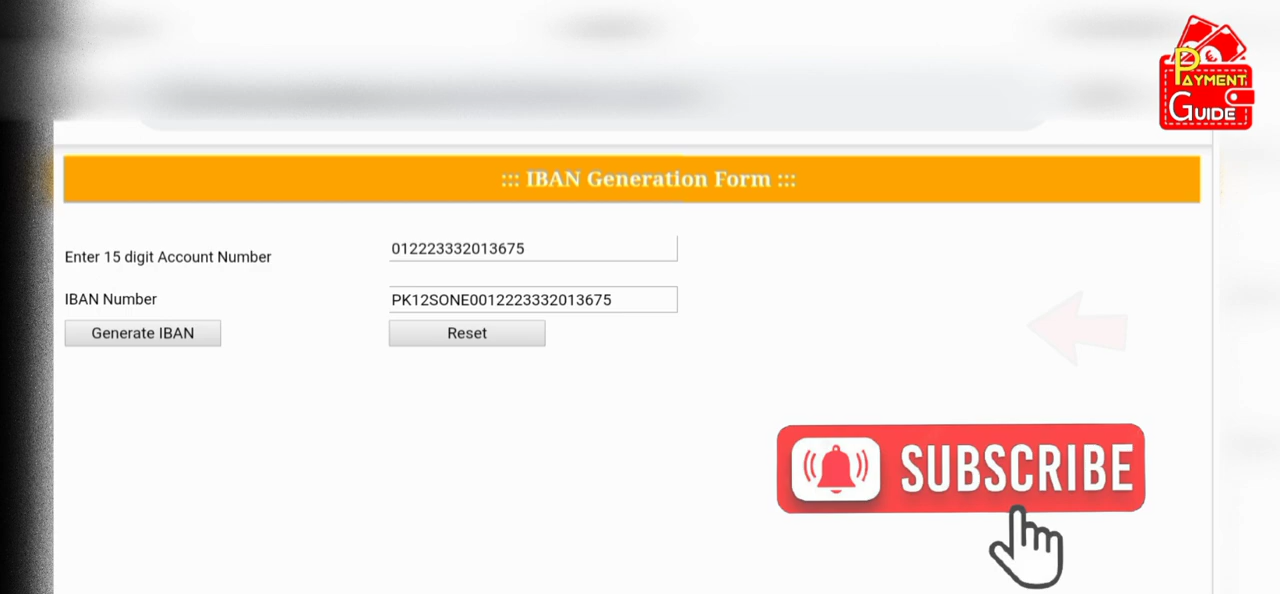 PAYMENT
GUIDE
::: IBAN Generation Form :::
Enter 15 digit Account Number
012223332013675
IBAN Number
PK12SONE0012223332013675
Generate IBAN
Reset
SUBSCRIBE